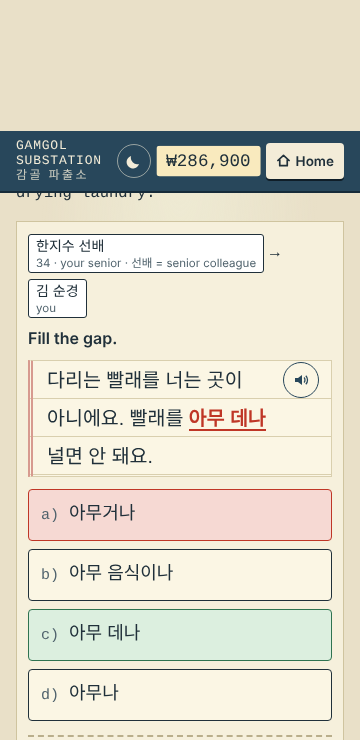 GAMGOL
SUBSTATION
감골 파출소
₩286,900
Home
drying laundry.
한지수 선배
34 · your senior · 선배 = senior colleague
→
김 순경
you
Fill the gap.
다리는 빨래를 너는 곳이
아니에요. 빨래를 아무 데나
널면 안 돼요.
a) 아무거나
b) 아무 음식이나
c) 아무 데나
d) 아무나